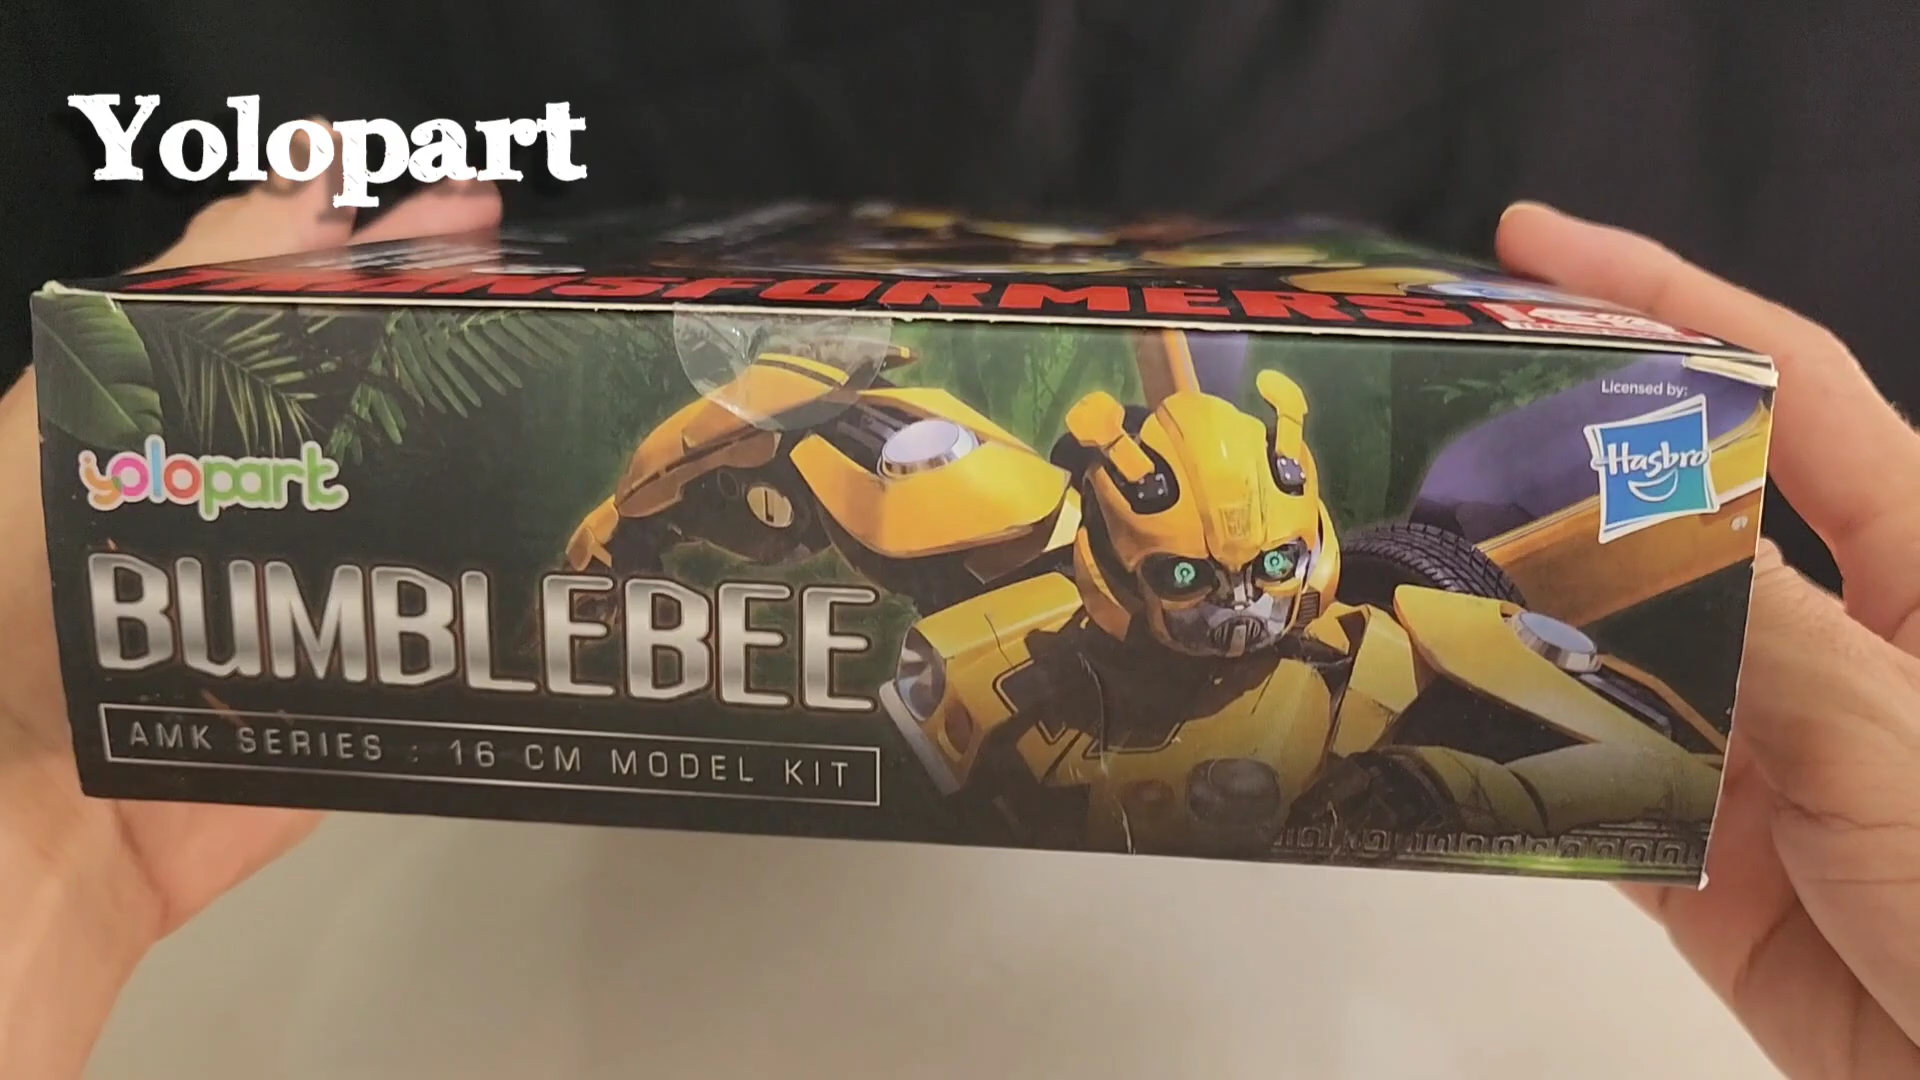 Yolopart
TRANSFORMERS
Licensed by:
Hasbro
yolopart
BUMBLEBEE
AMK SERIES : 16 CM MODEL KIT